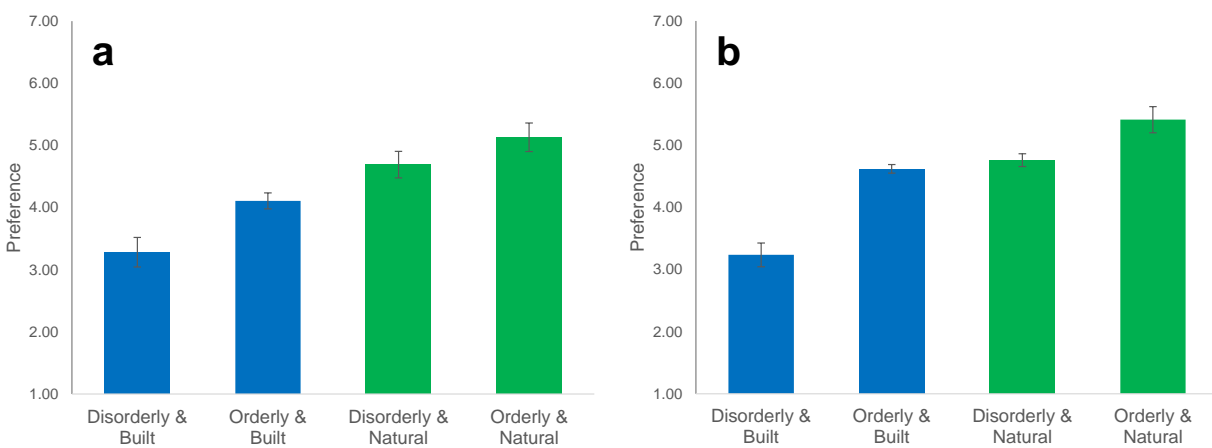 a
Preference
7.00
6.00
5.00
4.00
3.00
2.00
1.00
Disorderly &
Built
Orderly &
Built
Disorderly &
Natural
Orderly &
Natural
b
Preference
7.00
6.00
5.00
4.00
3.00
2.00
1.00
Disorderly &
Built
Orderly &
Built
Disorderly &
Natural
Orderly &
Natural